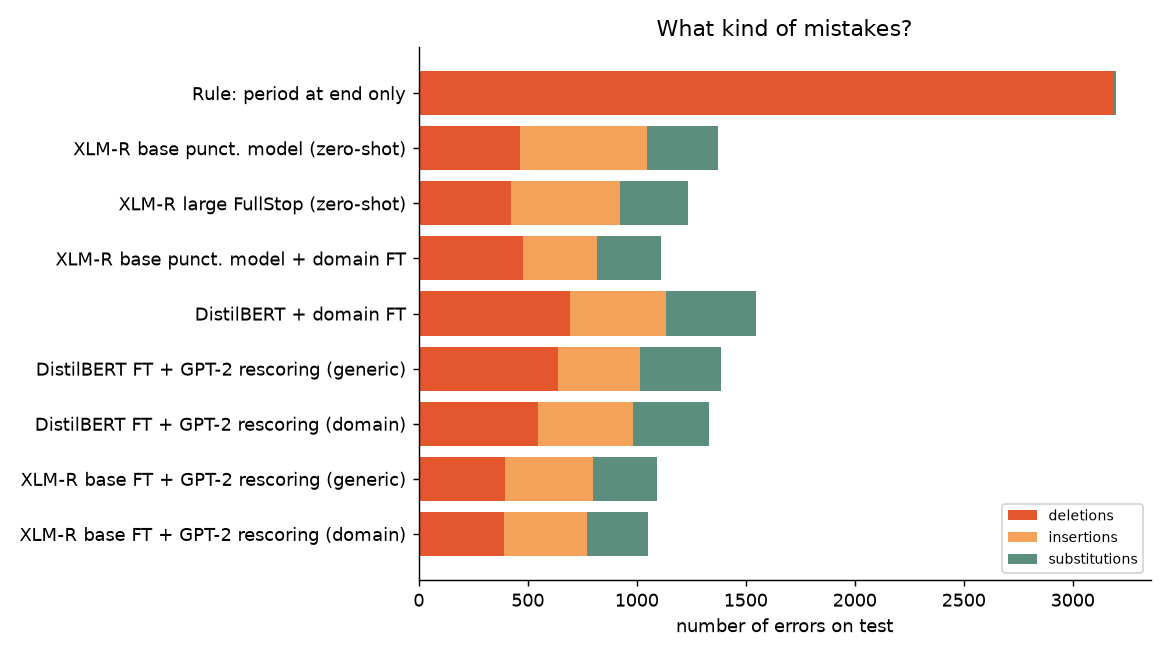 What kind of mistakes?
Rule: period at end only
XLM-R base punct. model (zero-shot)
XLM-R large FullStop (zero-shot)
XLM-R base punct. model + domain FT
DistilBERT + domain FT
DistilBERT FT + GPT-2 rescoring (generic)
DistilBERT FT + GPT-2 rescoring (domain)
XLM-R base FT + GPT-2 rescoring (generic)
XLM-R base FT + GPT-2 rescoring (domain)
deletions
insertions
substitutions
0 500 1000 1500 2000 2500 3000
number of errors on test